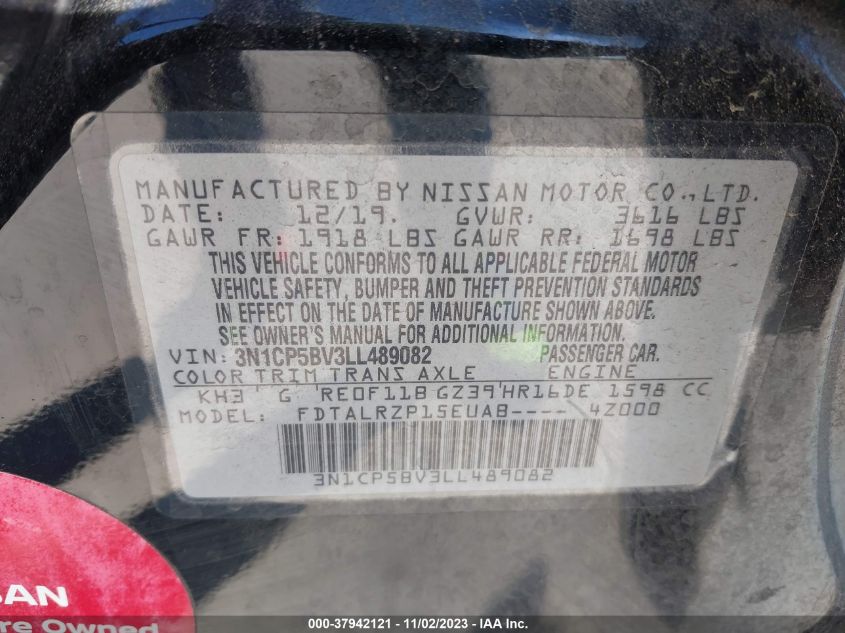 MANUFACTURED BY NISSAN MOTOR CO., LTD.
DATE: 12/19. GVWR: 3616 LBS
GAWR FR: 1918 LBS GAWR RR: 1698 LBS
THIS VEHICLE CONFORMS TO ALL APPLICABLE FEDERAL MOTOR
VEHICLE SAFETY, BUMPER AND THEFT PREVENTION STANDARDS
IN EFFECT ON THE DATE OF MANUFACTURE SHOWN ABOVE.
SEE OWNER'S MANUAL FOR ADDITIONAL INFORMATION.
VIN: 3N1CP5BV3LL489082 PASSENGER CAR.
COLOR TRIM TRANS AXLE ENGINE
KH3 G RE0F11B GZ39 HR16DE 1598 CC
MODEL: FDTALRZP15EUAB---- 4Z000
3N1CP5BV3LL489082
SAN
re Owned
000-37942121 - 11/02/2023 - © IAA Inc.